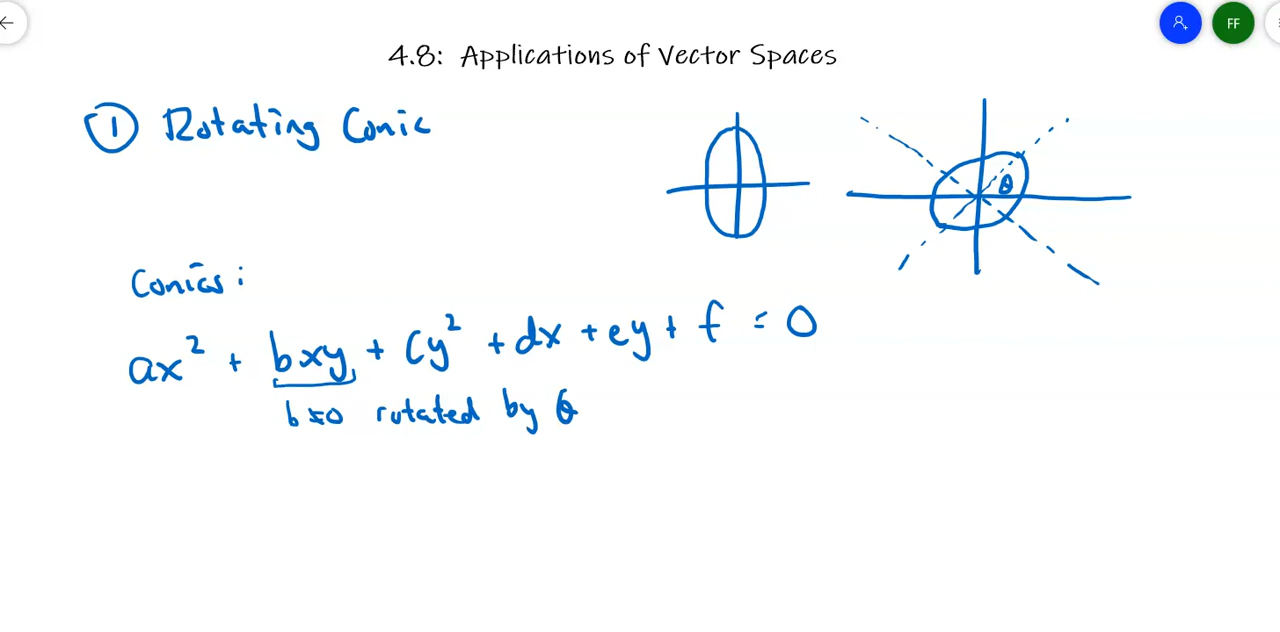 FF
4.8: Applications of Vector Spaces
① Rotating Conic
θ
Conics:
ax² + bxy + cy² + dx + ey + f = 0
b≠0 rotated by θ